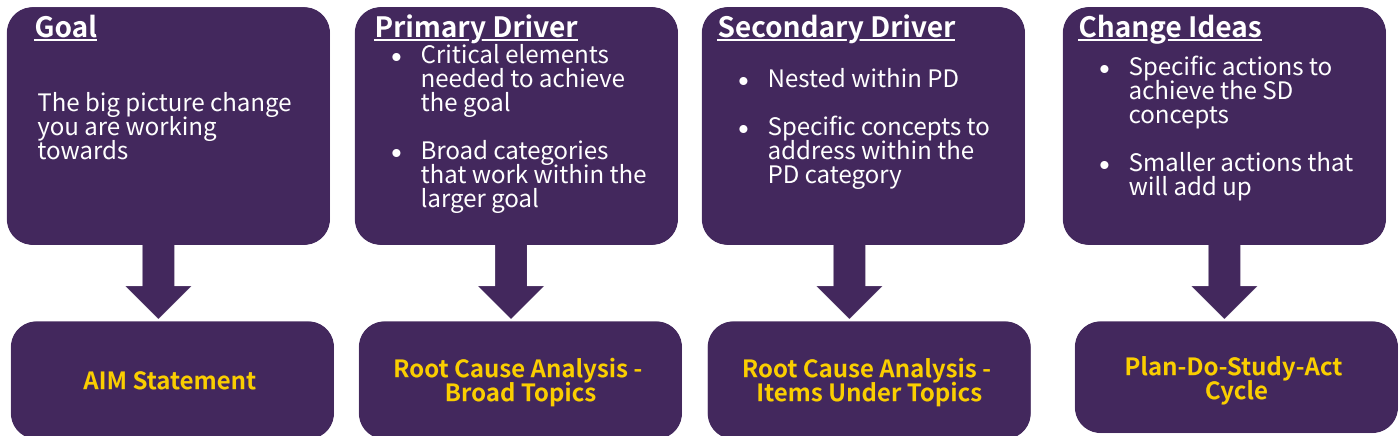 Goal
The big picture change
you are working
towards
Primary Driver
• Critical elements
needed to achieve
the goal
• Broad categories
that work within the
larger goal
Secondary Driver
• Nested within PD
• Specific concepts to
address within the
PD category
Change Ideas
• Specific actions to
achieve the SD
concepts
• Smaller actions that
will add up
AIM Statement
Root Cause Analysis -
Broad Topics
Root Cause Analysis -
Items Under Topics
Plan-Do-Study-Act
Cycle